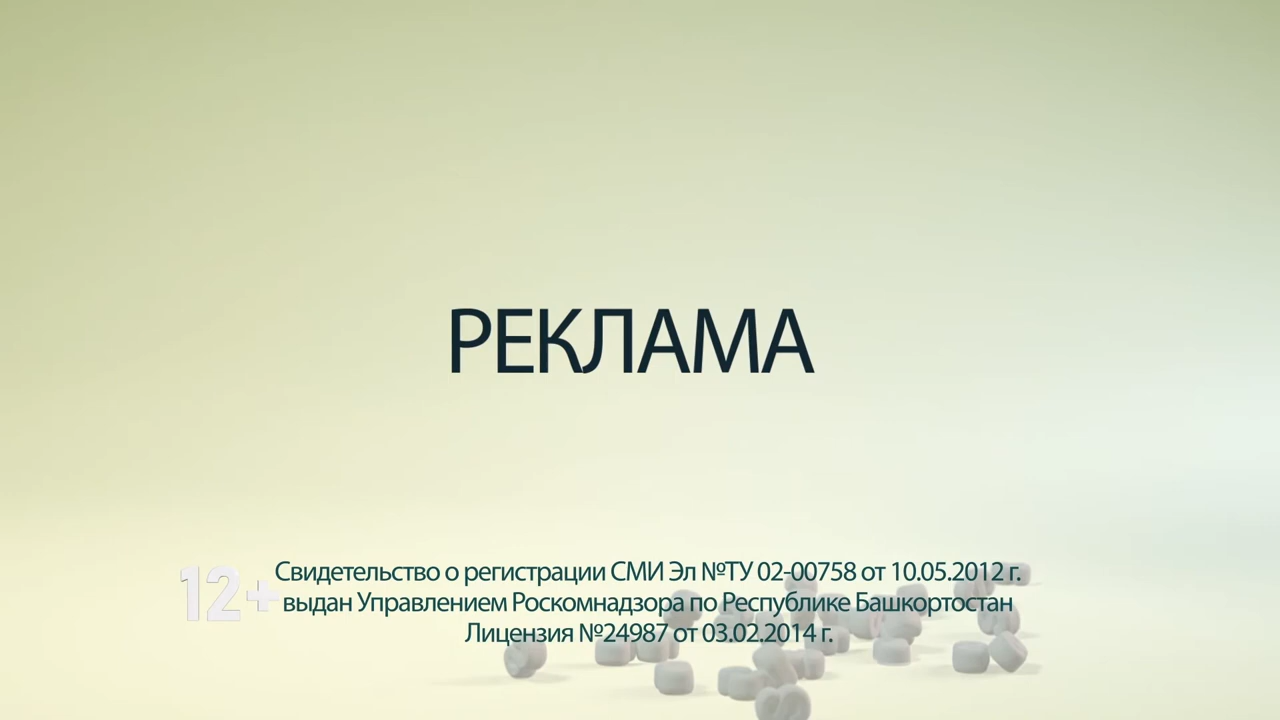 РЕКЛАМА
12+
Свидетельство о регистрации СМИ Эл №ТУ 02-00758 от 10.05.2012 г.
выдан Управлением Роскомнадзора по Республике Башкортостан
Лицензия №24987 от 03.02.2014 г.